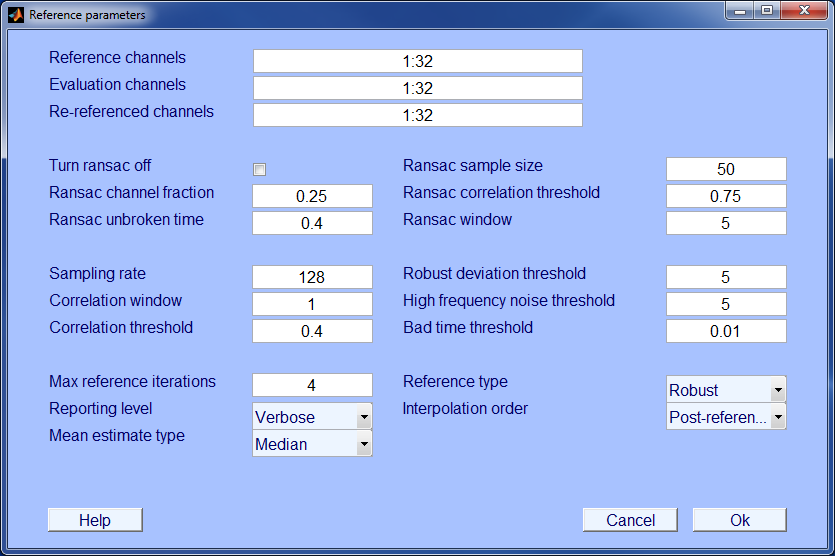 Reference parameters
Reference channels 1:32
Evaluation channels 1:32
Re-referenced channels 1:32
Turn ransac off Ransac sample size 50
Ransac channel fraction 0.25 Ransac correlation threshold 0.75
Ransac unbroken time 0.4 Ransac window 5
Sampling rate 128 Robust deviation threshold 5
Correlation window 1 High frequency noise threshold 5
Correlation threshold 0.4 Bad time threshold 0.01
Max reference iterations 4 Reference type Robust
Reporting level Verbose Interpolation order Post-referen...
Mean estimate type Median
Help Cancel Ok